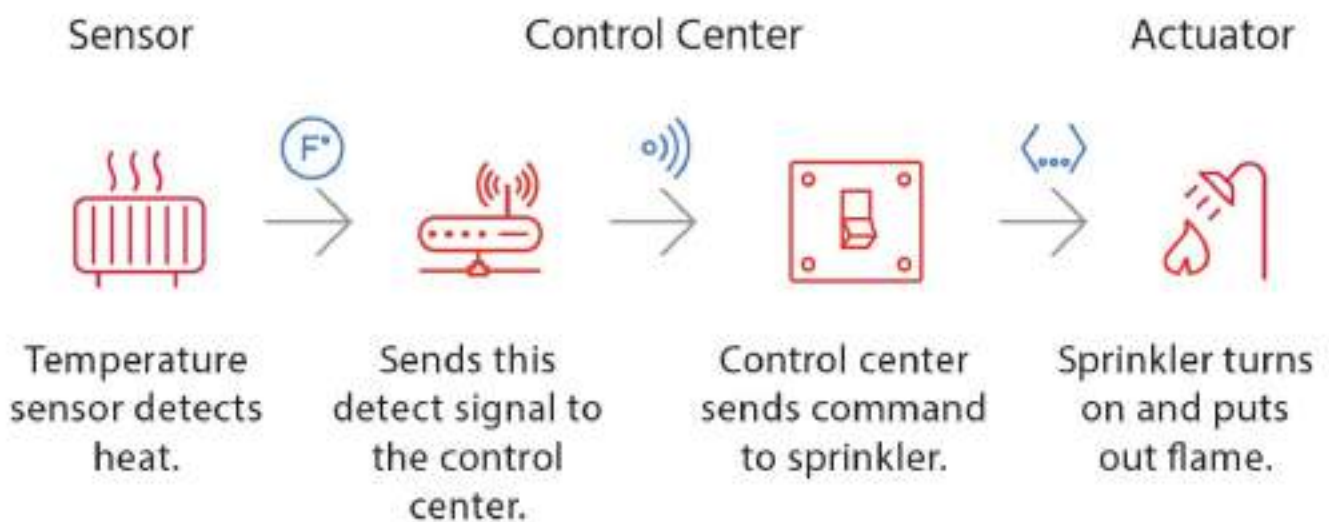 Sensor
Control Center
Actuator
F°
Temperature
sensor detects
heat.
Sends this
detect signal to
the control
center.
Control center
sends command
to sprinkler.
Sprinkler turns
on and puts
out flame.